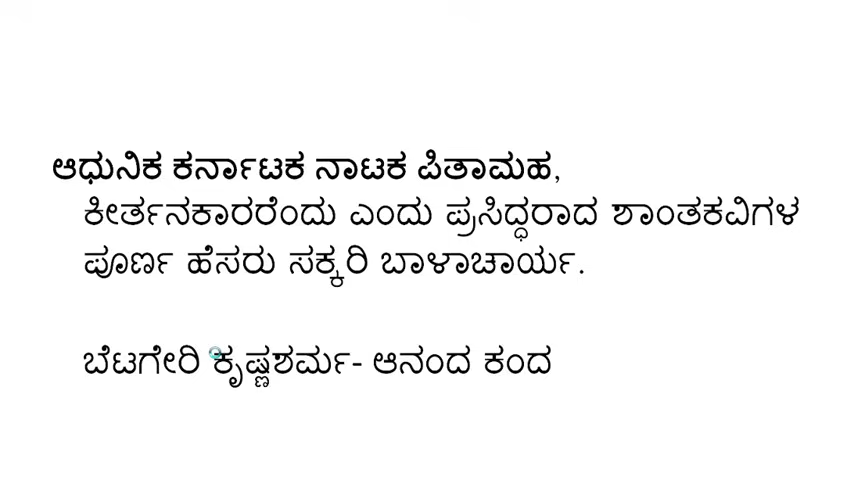 ಆಧುನಿಕ ಕರ್ನಾಟಕ ನಾಟಕ ಪಿತಾಮಹ,
ಕೀರ್ತನಕಾರರೆಂದು ಎಂದು ಪ್ರಸಿದ್ಧರಾದ ಶಾಂತಕವಿಗಳ
ಪೂರ್ಣ ಹೆಸರು ಸಕ್ಕರಿ ಬಾಳಾಚಾರ್ಯ.
ಬೆಟಗೇರಿ ಕೃಷ್ಣಶರ್ಮ- ಆನಂದ ಕಂದ